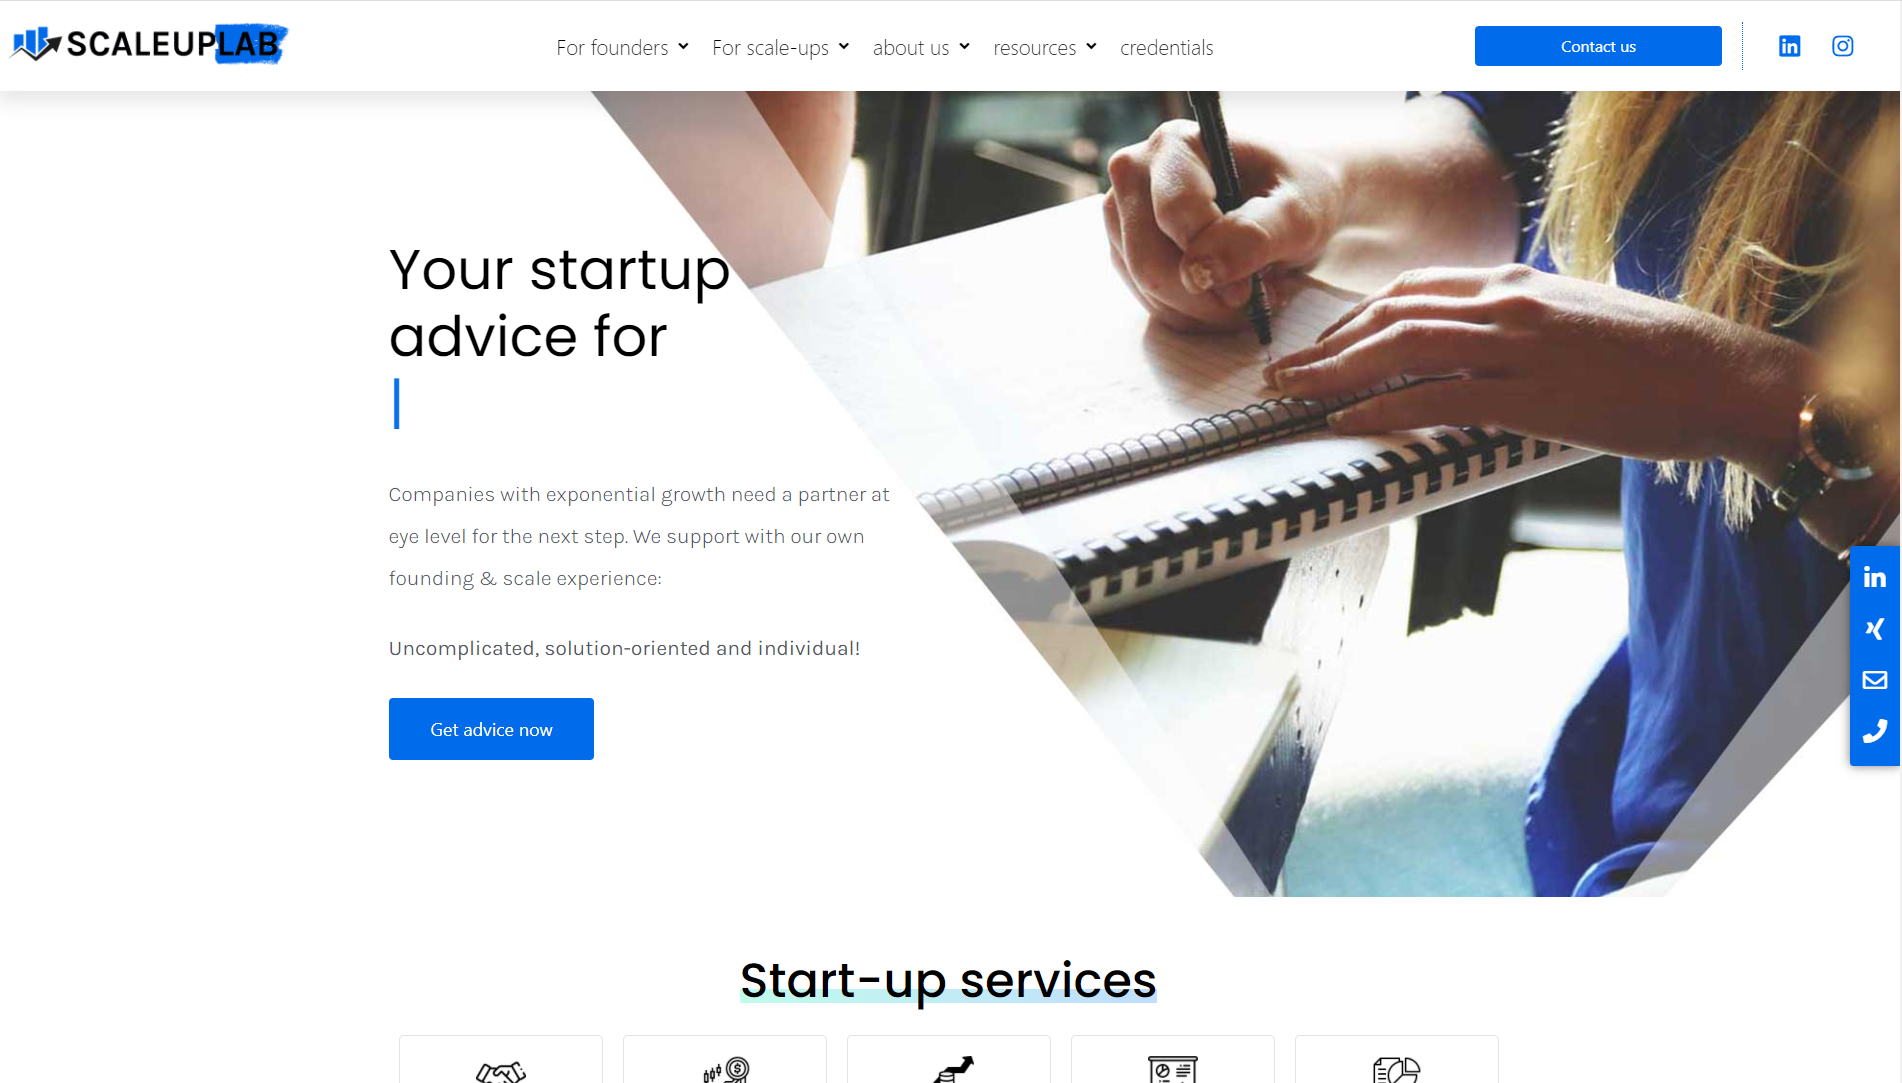 SCALEUPLAB
For founders
For scale-ups
about us
resources
credentials
Contact us
Your startup
advice for
Companies with exponential growth need a partner at
eye level for the next step. We support with our own
founding & scale experience:
Uncomplicated, solution-oriented and individual!
Get advice now
Start-up services